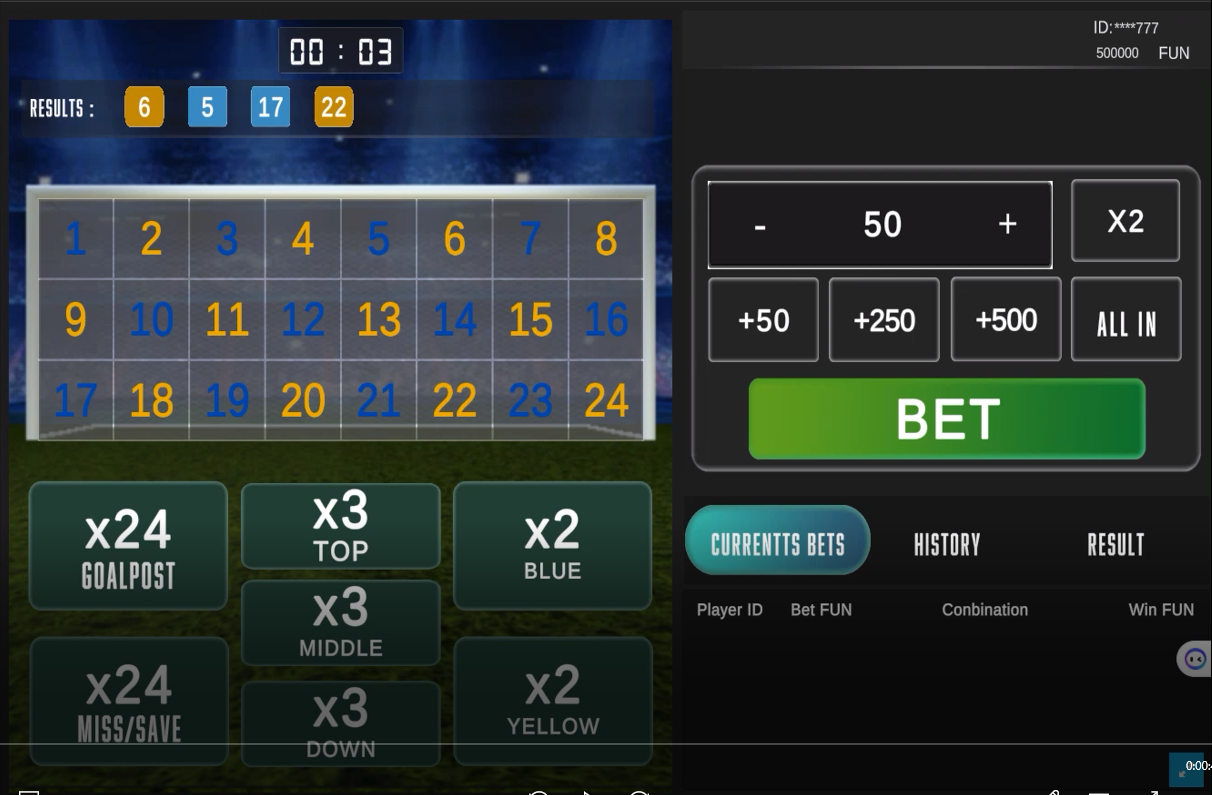 00 : 03
RESULTS : 6 5 17 22
1 2 3 4 5 6 7 8
9 10 11 12 13 14 15 16
17 18 19 20 21 22 23 24
x24
GOALPOST
x3
TOP
x2
BLUE
x3
MIDDLE
x24
MISS/SAVE
x3
DOWN
x2
YELLOW
ID:****777
500000 FUN
- 50 +
X2
+50 +250 +500 ALL IN
BET
CURRENTTS BETS HISTORY RESULT
Player ID Bet FUN Conbination Win FUN